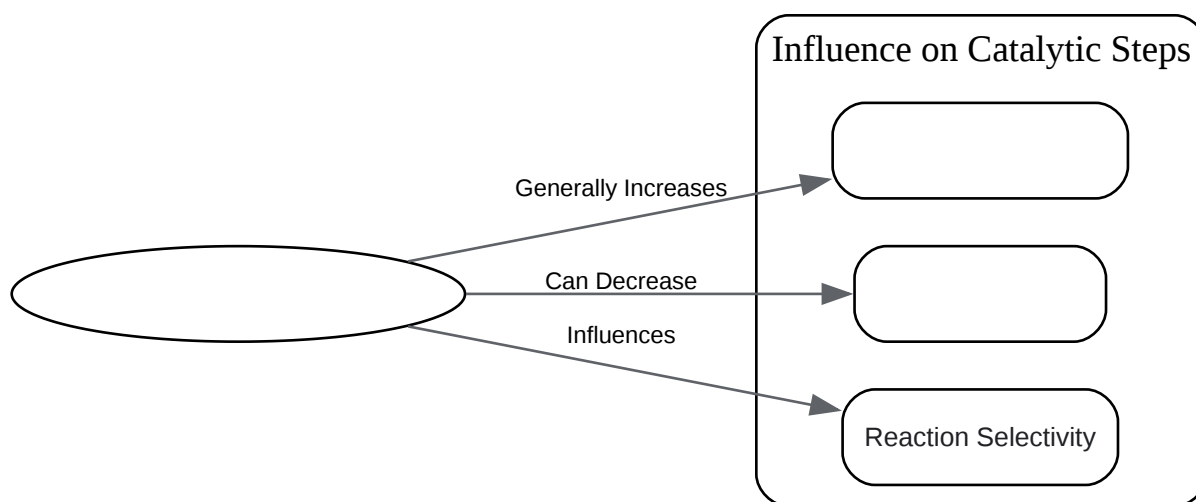 Influence on Catalytic Steps
Generally Increases
Can Decrease
Influences
Reaction Selectivity